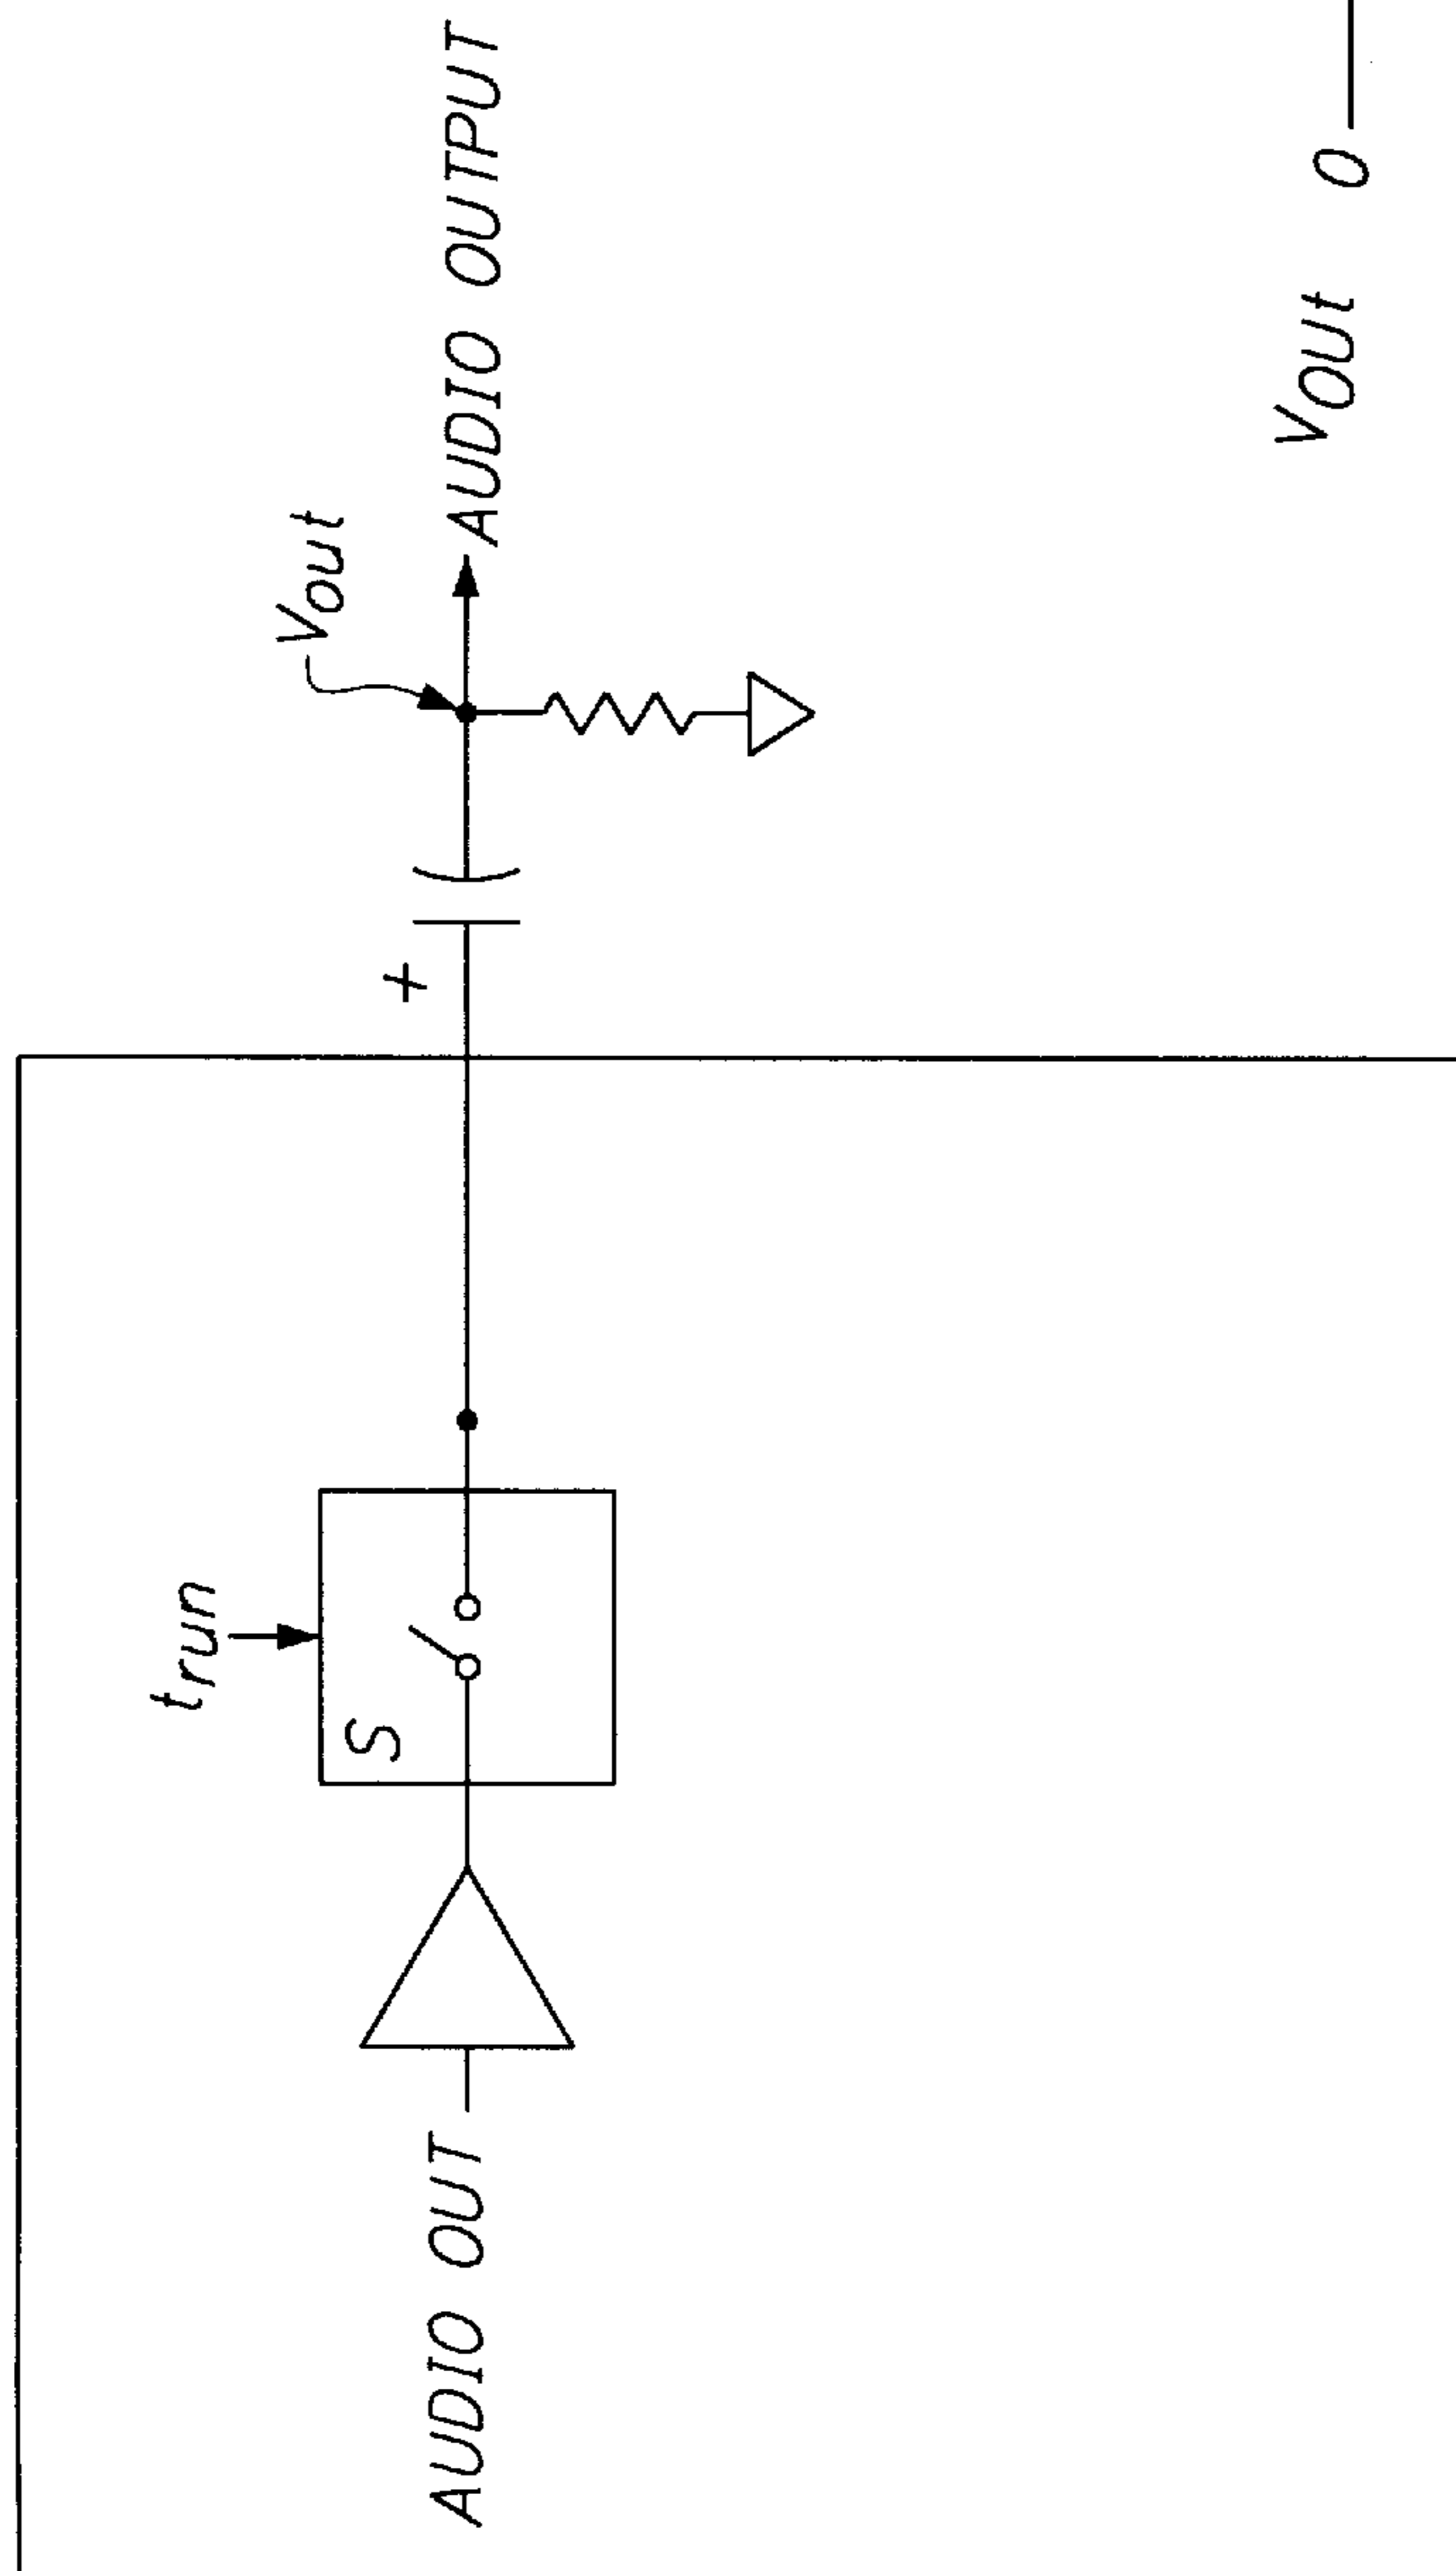 t_run
S
AUDIO OUT
+
V_out
AUDIO OUTPUT
V_OUt 0